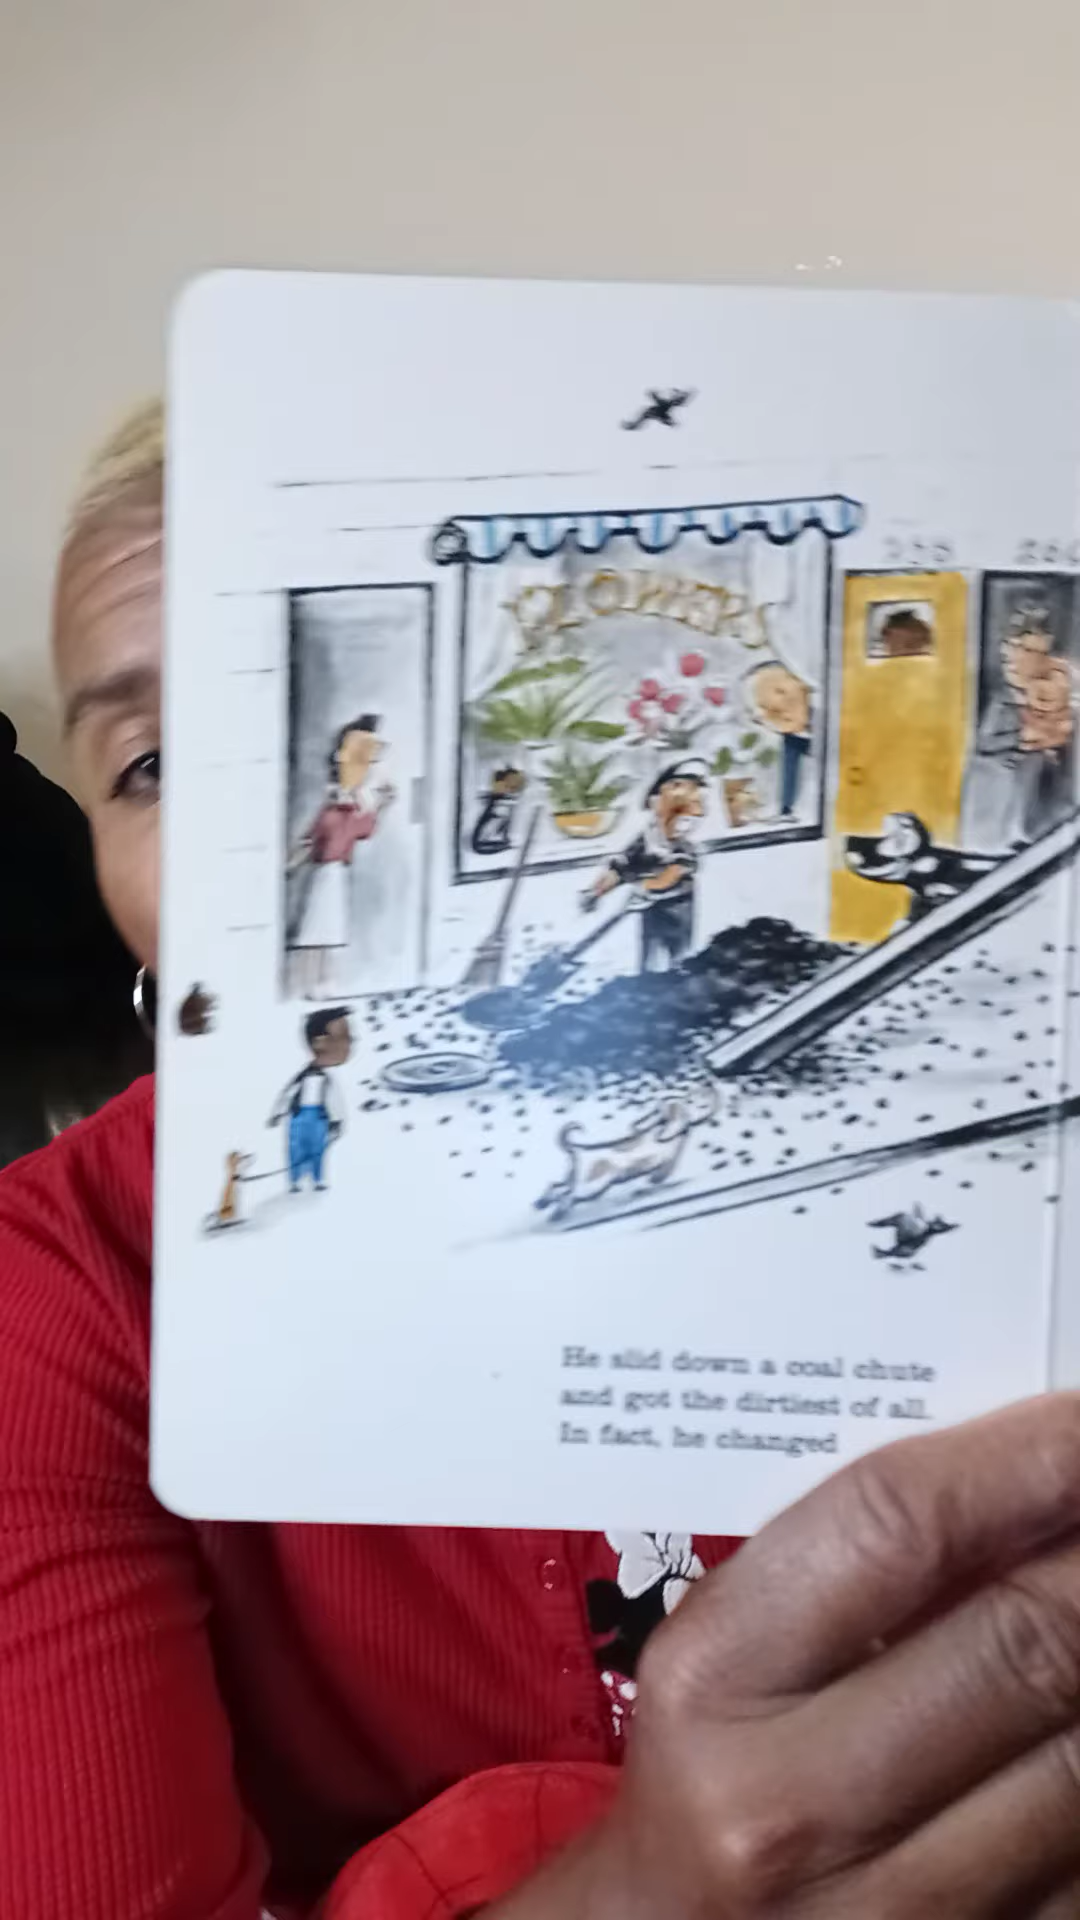 FLOWERS
He slid down a coal chute
and got the dirtiest of all.
In fact, he changed